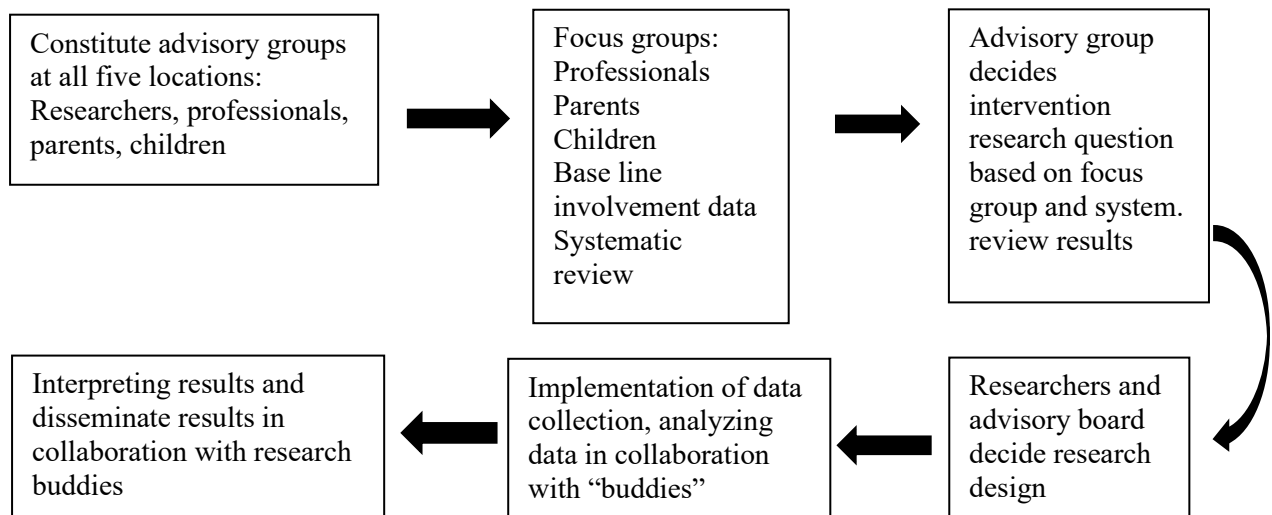 Constitute advisory groups
at all five locations:
Researchers, professionals,
parents, children
Focus groups:
Professionals
Parents
Children
Base line
involvement data
Systematic
review
Advisory group
decides
intervention
research question
based on focus
group and system.
review results
Researchers and
advisory board
decide research
design
Implementation of data
collection, analyzing
data in collaboration
with “buddies”
Interpreting results and
disseminate results in
collaboration with research
buddies